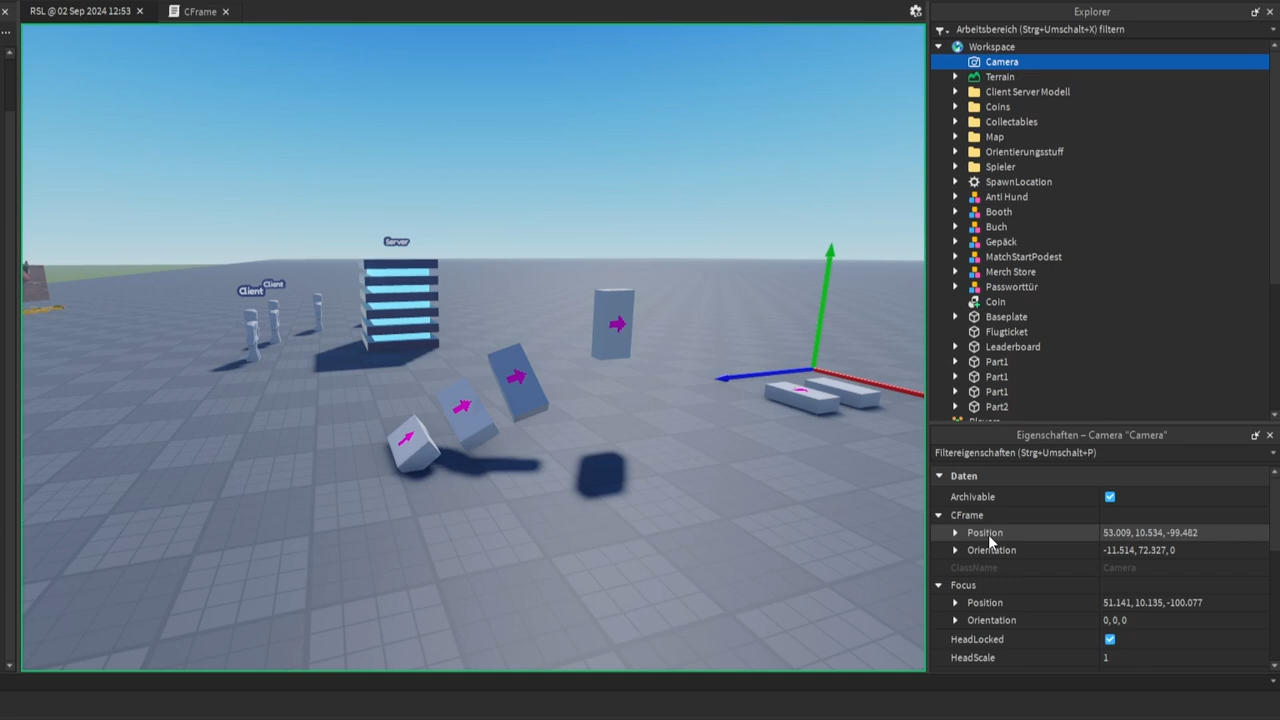 RSL @ 02 Sep 2024 12:53
CFrame
Explorer
Arbeitsbereich (Strg+Umschalt+X) filtern
Workspace
Camera
Terrain
Client Server Modell
Coins
Collectables
Map
Orientierungsstuff
Spieler
SpawnLocation
Anti Hund
Booth
Buch
Gepäck
MatchStartPodest
Merch Store
Passworttür
Coin
Baseplate
Flugticket
Leaderboard
Part1
Part1
Part1
Part2
Server
Client
Client
Eigenschaften – Camera "Camera"
Filtereigenschaften (Strg+Umschalt+P)
Daten
Archivable
CFrame
Position 53.009, 10.534, -99.482
Orientation -11.514, 72.327, 0
ClassName Camera
Focus
Position 51.141, 10.135, -100.077
Orientation 0, 0, 0
HeadLocked
HeadScale 1